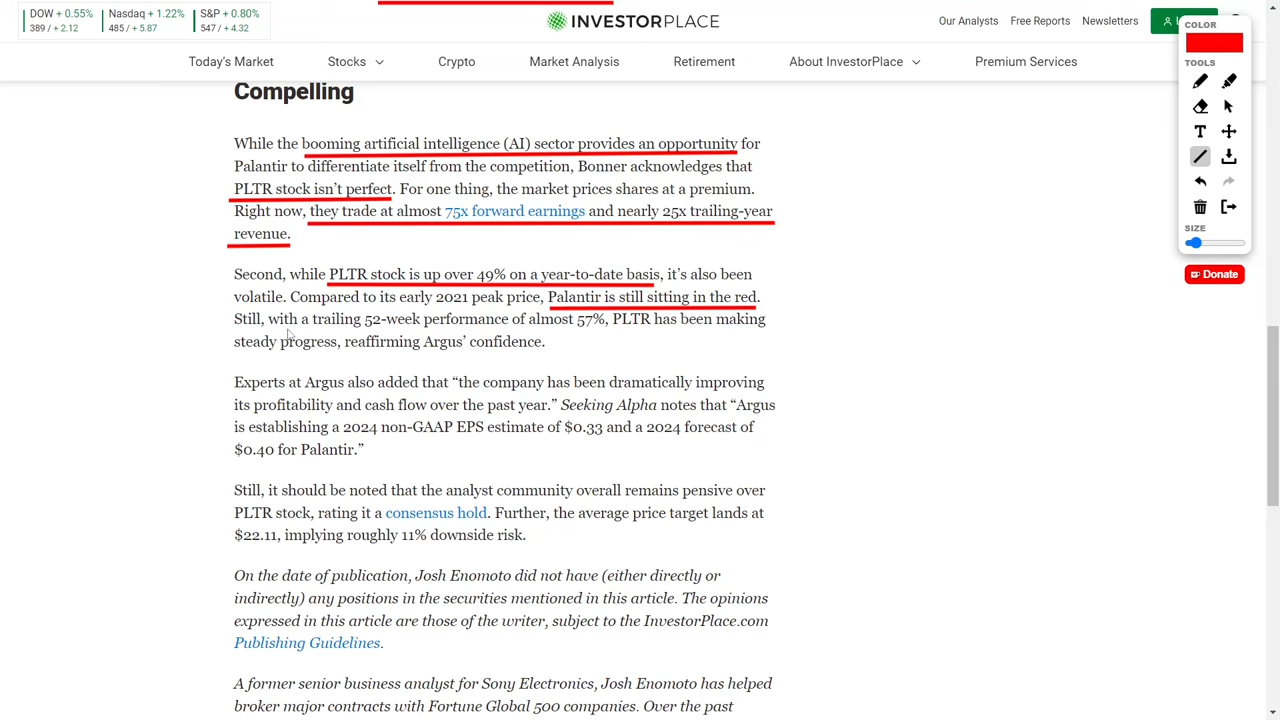 DOW + 0.55%
389 / + 2.12
Nasdaq + 1.22%
485 / + 5.87
S&P + 0.80%
547 / + 4.32
INVESTORPLACE
Our Analysts
Free Reports
Newsletters
Today's Market
Stocks
Crypto
Market Analysis
Retirement
About InvestorPlace
Premium Services
COLOR
TOOLS
SIZE
Donate
Compelling
While the booming artificial intelligence (AI) sector provides an opportunity for
Palantir to differentiate itself from the competition, Bonner acknowledges that
PLTR stock isn't perfect. For one thing, the market prices shares at a premium.
Right now, they trade at almost 75x forward earnings and nearly 25x trailing-year
revenue.
Second, while PLTR stock is up over 49% on a year-to-date basis, it's also been
volatile. Compared to its early 2021 peak price, Palantir is still sitting in the red.
Still, with a trailing 52-week performance of almost 57%, PLTR has been making
steady progress, reaffirming Argus' confidence.
Experts at Argus also added that “the company has been dramatically improving
its profitability and cash flow over the past year.” Seeking Alpha notes that “Argus
is establishing a 2024 non-GAAP EPS estimate of $0.33 and a 2024 forecast of
$0.40 for Palantir.”
Still, it should be noted that the analyst community overall remains pensive over
PLTR stock, rating it a consensus hold. Further, the average price target lands at
$22.11, implying roughly 11% downside risk.
On the date of publication, Josh Enomoto did not have (either directly or
indirectly) any positions in the securities mentioned in this article. The opinions
expressed in this article are those of the writer, subject to the InvestorPlace.com
Publishing Guidelines.
A former senior business analyst for Sony Electronics, Josh Enomoto has helped
broker major contracts with Fortune Global 500 companies. Over the past